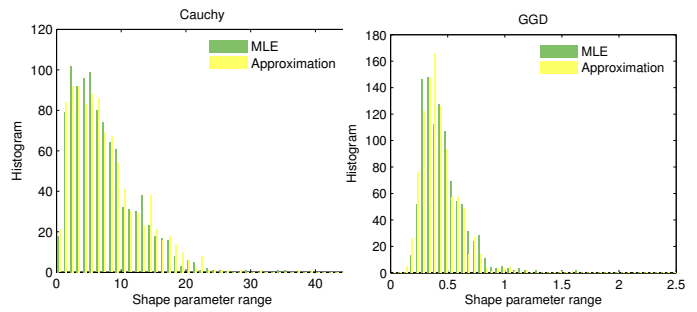 Cauchy
120
100
80
60
40
20
0
Histogram
0 10 20 30 40
Shape parameter range
MLE
Approximation
GGD
180
160
140
120
100
80
60
40
20
0
Histogram
0 0.5 1 1.5 2 2.5
Shape parameter range
MLE
Approximation